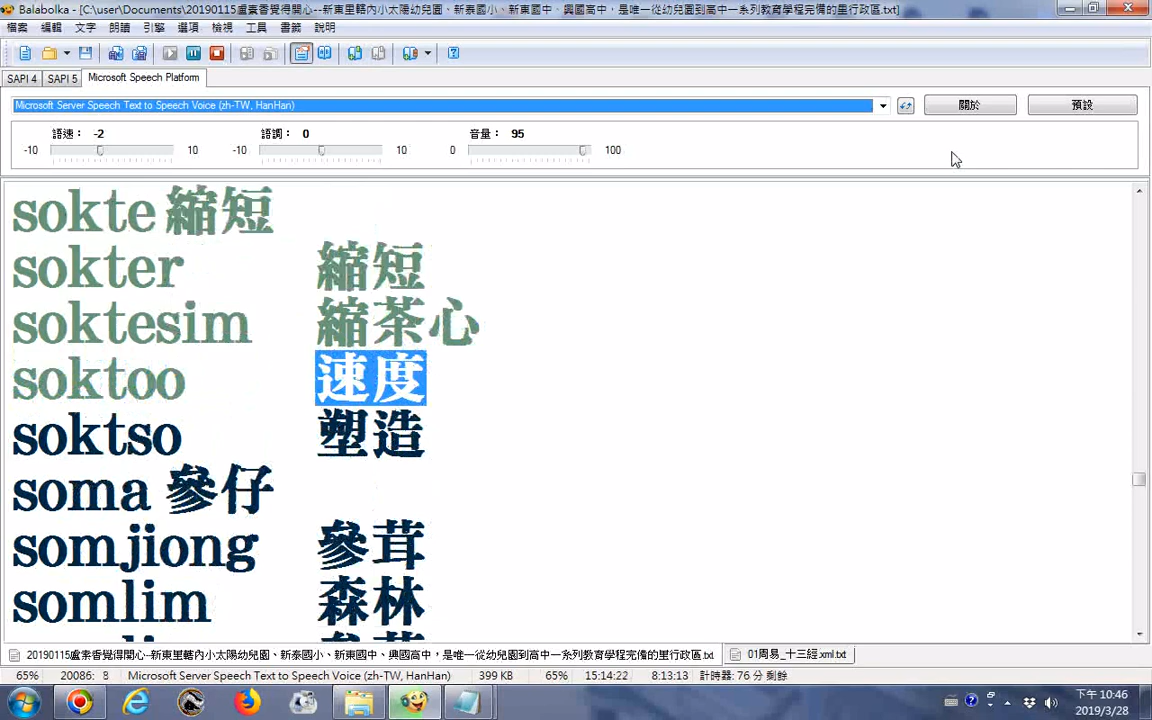 Balabolka - [C:\user\Documents\20190115盧素香覺得開心--新東里轄內小太陽幼兒園、新泰國小、新東國中、興國高中，是唯一從幼兒園到高中一系列教育學程完備的里行政區.txt]
檔案 編輯 文字 朗讀 引擎 選項 檢視 工具 書籤 說明
SAPI 4 SAPI 5 Microsoft Speech Platform
Microsoft Server Speech Text to Speech Voice (zh-TW, HanHan) 關於 預設
語速： -2 語調： 0 音量： 95
-10 10 -10 10 0 100
sokte 縮短
sokter 縮短
soktesim 縮茶心
soktoo 速度
soktso 塑造
soma 參仔
somjiong 參茸
somlim 森林
20190115盧素香覺得開心--新東里轄內小太陽幼兒園、新泰國小、新東國中、興國高中，是唯一從幼兒園到高中一系列教育學程完備的里行政區.txt 01周易_十三經.xml.txt
65% 20086: 8 Microsoft Server Speech Text to Speech Voice (zh-TW, HanHan) 399 KB 65% 15:14:22 8:13:13 計時器: 76 分 剩餘
下午 10:46
2019/3/28